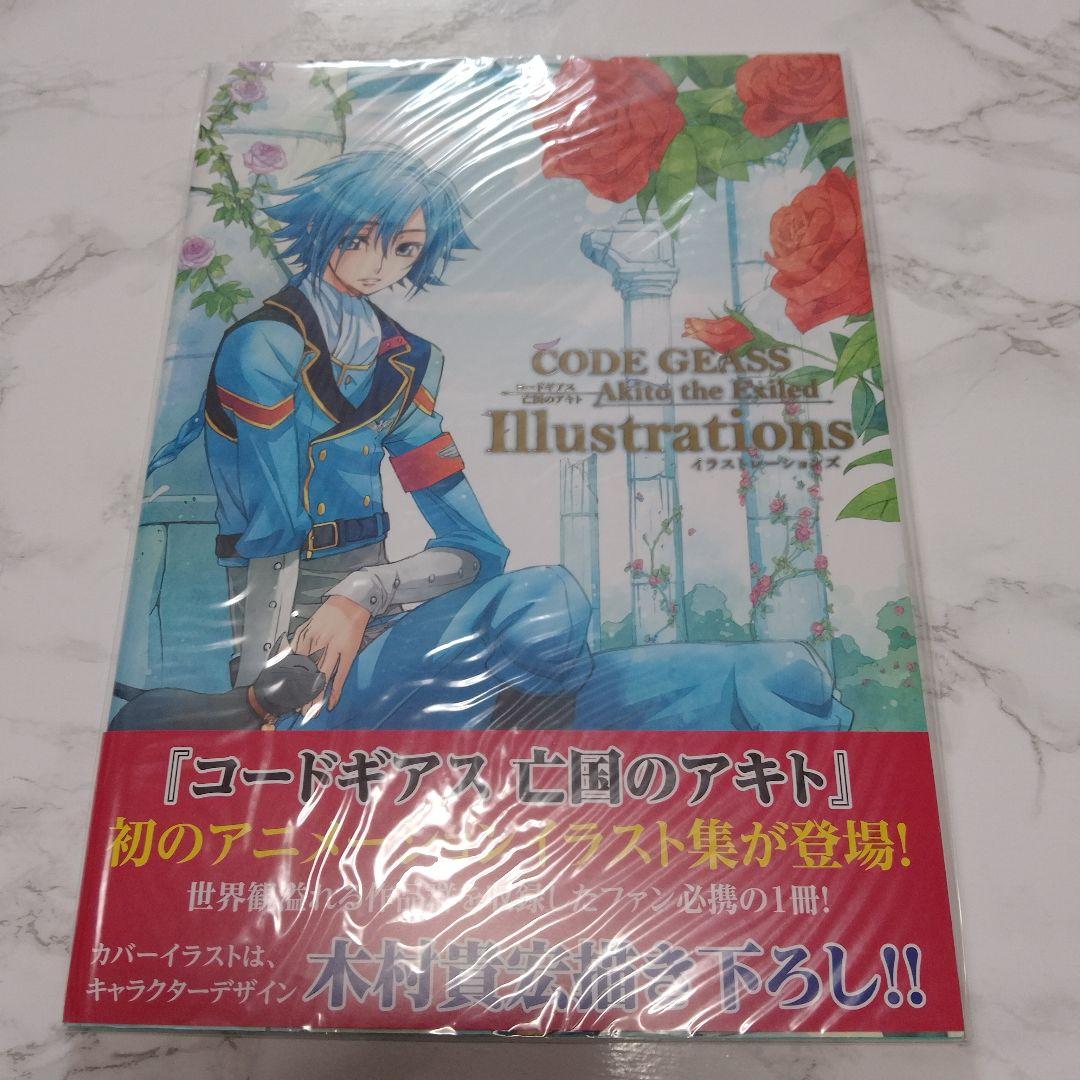 CODE GEASS
コードギアス
亡国のアキト
Akito the Exiled
Illustrations
イラストレーションズ
『コードギアス 亡国のアキト』
初のアニメーションイラスト集が登場!
世界観溢れる作品群を収録したファン必携の1冊!
カバーイラストは、
キャラクターデザイン
木村貴宏描き下ろし!!